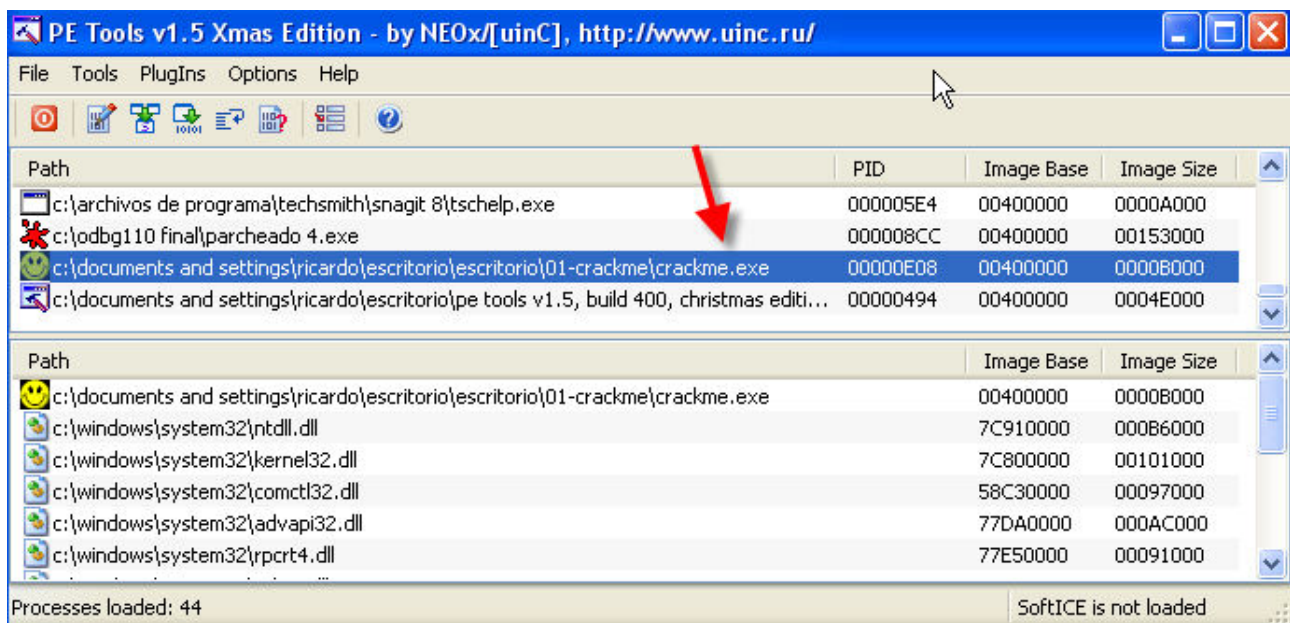 PE Tools v1.5 Xmas Edition - by NEOx/[uinC], http://www.uinc.ru/
File Tools PlugIns Options Help
Path PID Image Base Image Size
c:\archivos de programa\techsmith\snagit 8\tschelp.exe 000005E4 00400000 0000A000
c:\odbg110 final\parcheado 4.exe 000008CC 00400000 00153000
c:\documents and settings\ricardo\escritorio\escritorio\01-crackme\crackme.exe 00000E08 00400000 0000B000
c:\documents and settings\ricardo\escritorio\pe tools v1.5, build 400, christmas editi... 00000494 00400000 0004E000
Path Image Base Image Size
c:\documents and settings\ricardo\escritorio\escritorio\01-crackme\crackme.exe 00400000 0000B000
c:\windows\system32\ntdll.dll 7C910000 000B6000
c:\windows\system32\kernel32.dll 7C800000 00101000
c:\windows\system32\comctl32.dll 58C30000 00097000
c:\windows\system32\advapi32.dll 77DA0000 000AC000
c:\windows\system32\rpcrt4.dll 77E50000 00091000
Processes loaded: 44 SoftICE is not loaded